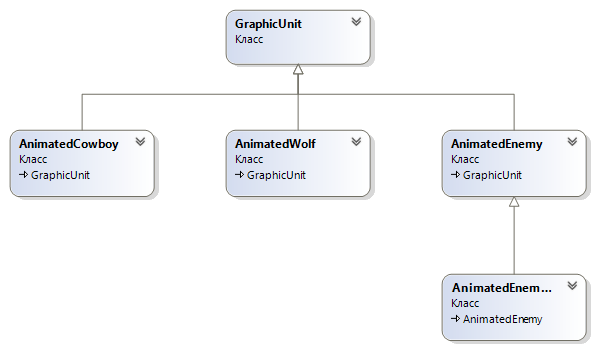 GraphicUnit
Класс
AnimatedCowboy
Класс
GraphicUnit
AnimatedWolf
Класс
GraphicUnit
AnimatedEnemy
Класс
GraphicUnit
AnimatedEnem...
Класс
AnimatedEnemy